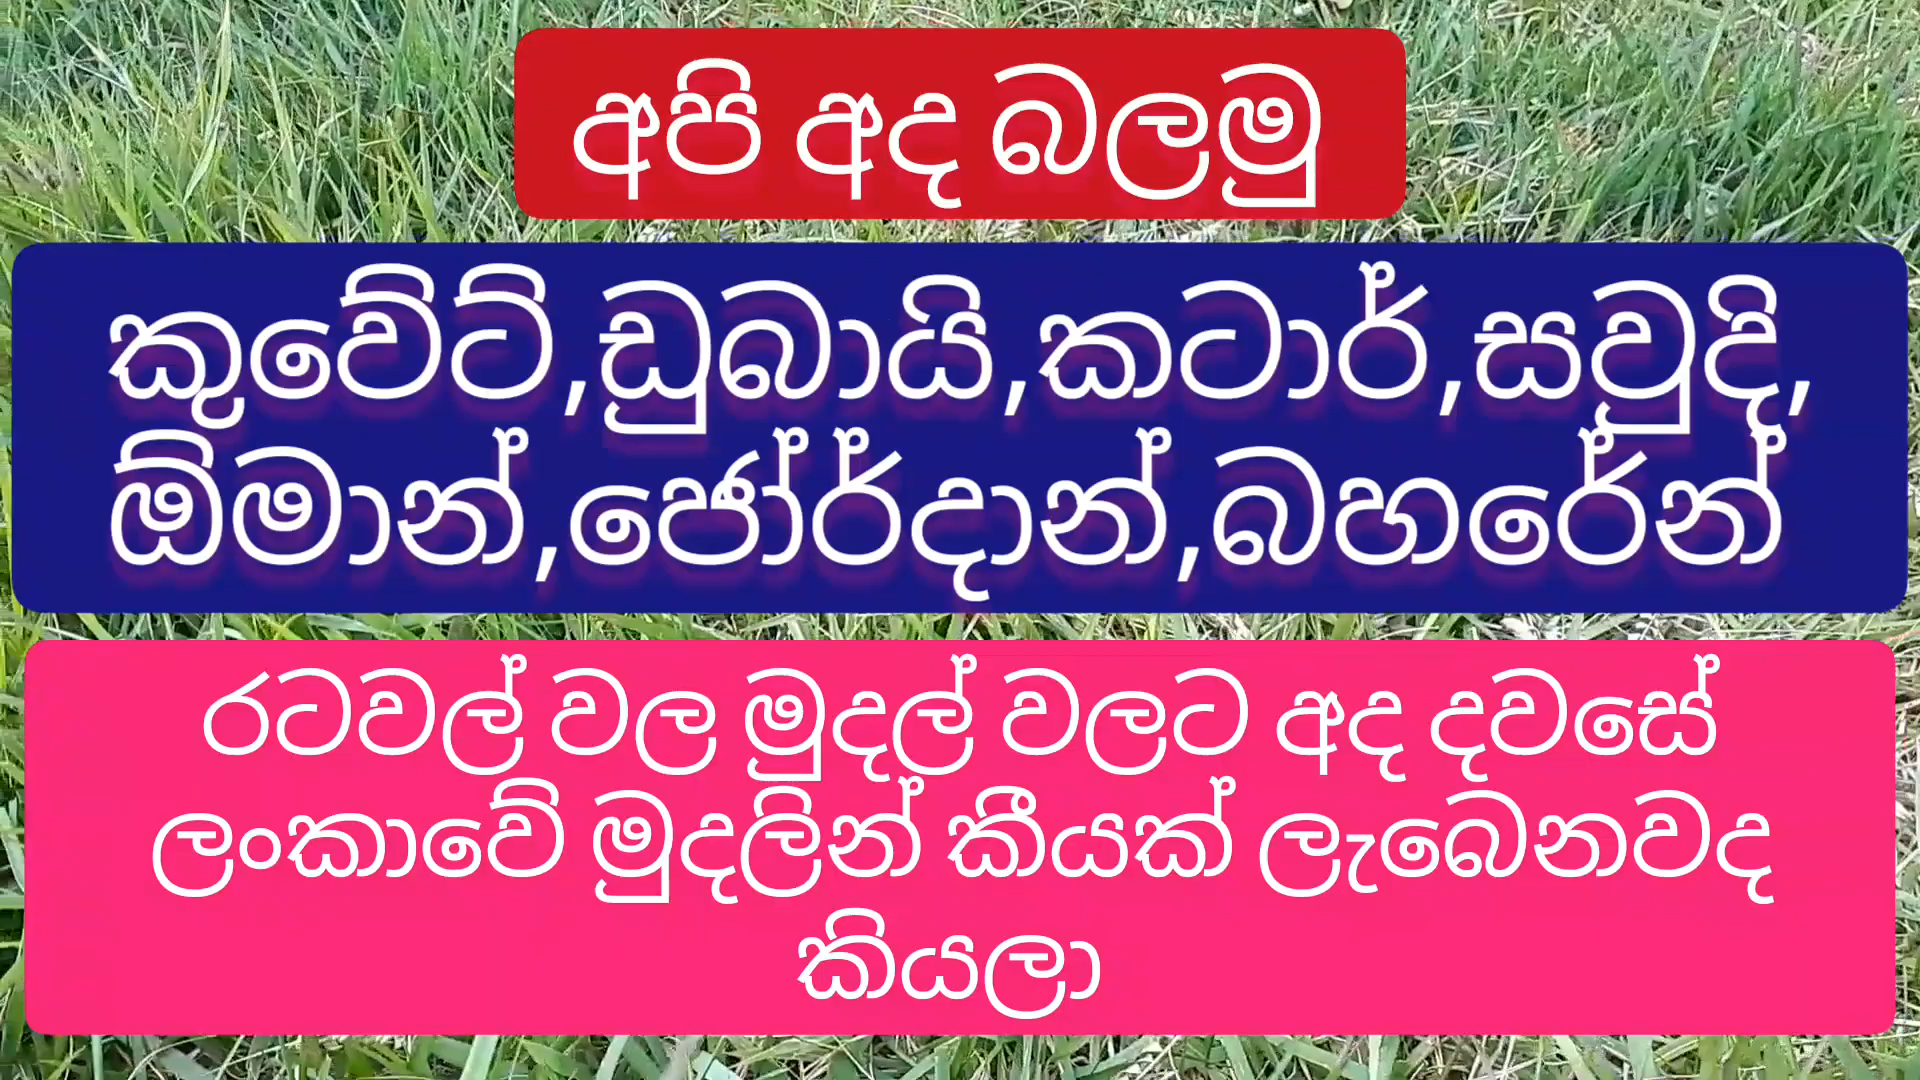 අපි අද බලමු
කුවේට්,ඩුබායි,කටාර්,සවුදි,
ඕමාන්,ජෝර්දාන්,බහරේන්
රටවල් වල මුදල් වලට අද දවසේ
ලංකාවේ මුදලින් කීයක් ලැබෙනවද
කියලා